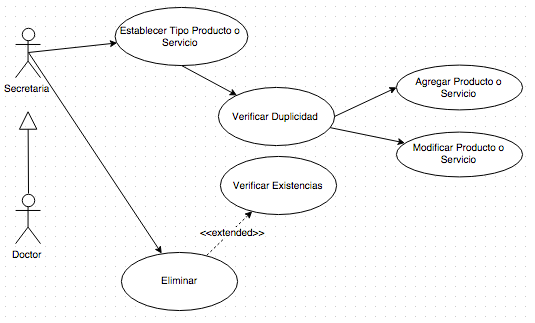 Establecer Tipo Producto o
Servicio
Secretaria
Agregar Producto o
Servicio
Verificar Duplicidad
Modificar Producto o
Servicio
Verificar Existencias
<<extended>>
Doctor
Eliminar